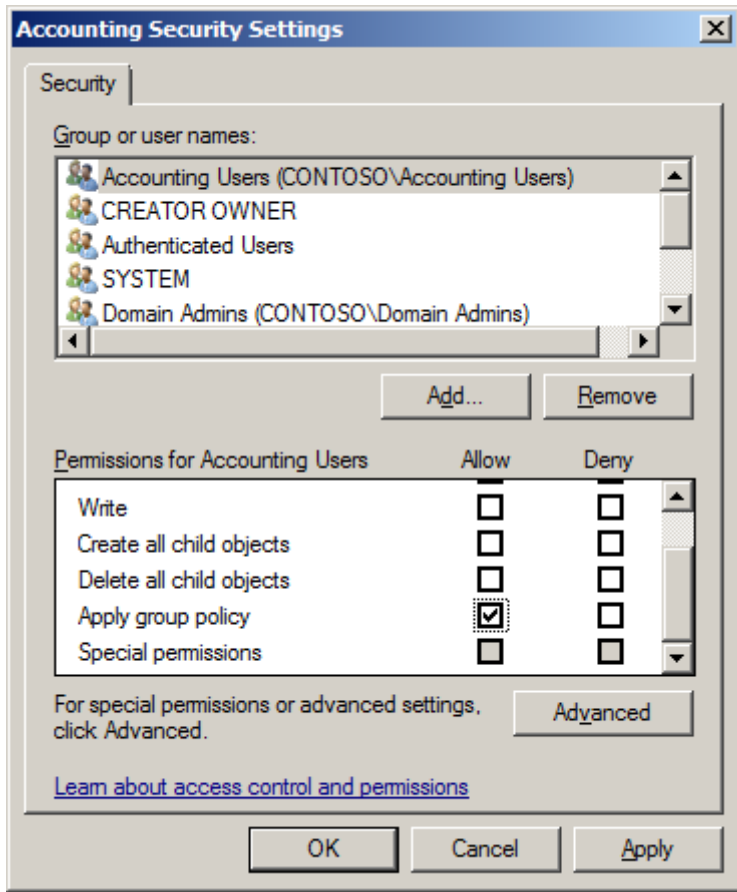 Accounting Security Settings
Security
Group or user names:
Accounting Users (CONTOSO\Accounting Users)
CREATOR OWNER
Authenticated Users
SYSTEM
Domain Admins (CONTOSO\Domain Admins)
Add...
Remove
Permissions for Accounting Users Allow Deny
Write
Create all child objects
Delete all child objects
Apply group policy
Special permissions
For special permissions or advanced settings,
click Advanced.
Advanced
Learn about access control and permissions
OK Cancel Apply